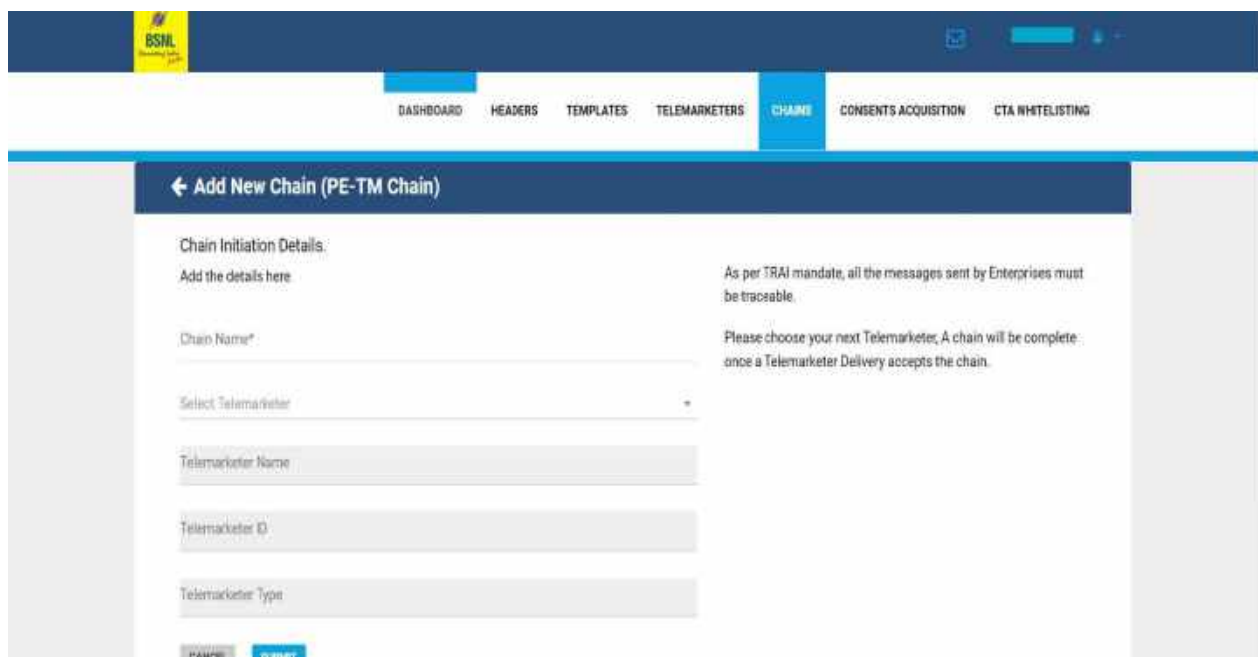 BSNL
DASHBOARD HEADERS TEMPLATES TELEMARKETERS CHAINS CONSENTS ACQUISITION CTA WHITELISTING
Add New Chain (PE-TM Chain)
Chain Initiation Details.
Add the details here
Chain Name*
Select Telemarketer
Telemarketer Name
Telemarketer ID
Telemarketer Type
CANCEL SUBMIT
As per TRAI mandate, all the messages sent by Enterprises must
be traceable.
Please choose your next Telemarketer, A chain will be complete
once a Telemarketer Delivery accepts the chain.